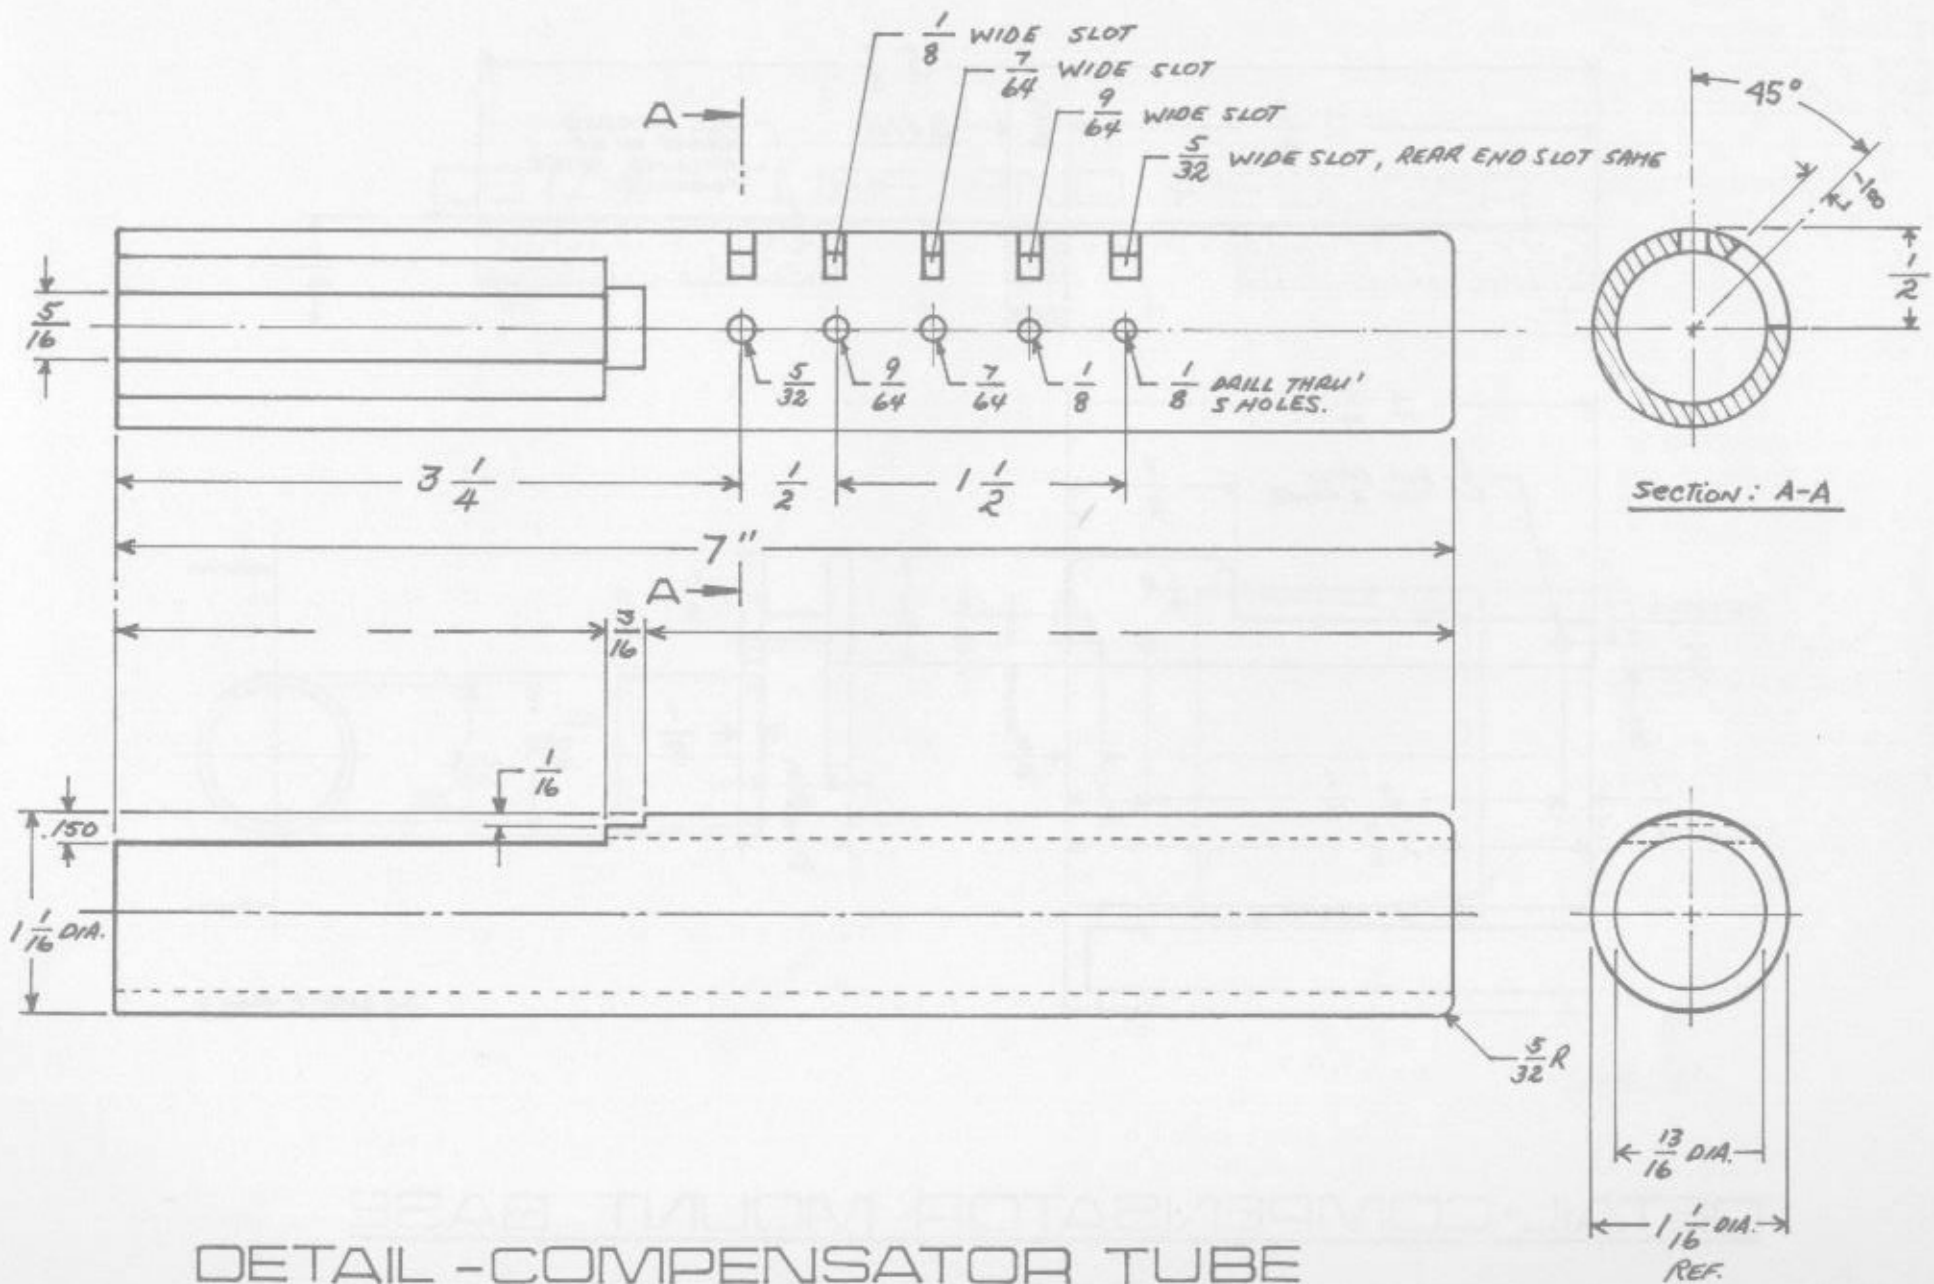 1/8 WIDE SLOT
7/64 WIDE SLOT
9/64 WIDE SLOT
5/32 WIDE SLOT, REAR END SLOT SAME
A
45°
1/8
1/2
5/16
5/32
9/64
7/64
1/8
1/8 DRILL THRU'
5 HOLES.
3 1/4
1/2
1 1/2
Section: A-A
7"
A
3/16
1/16
.150
1 1/16 DIA.
5/32 R
13/16 DIA.
1 1/16 DIA.
REF.
DETAIL-COMPENSATOR TUBE